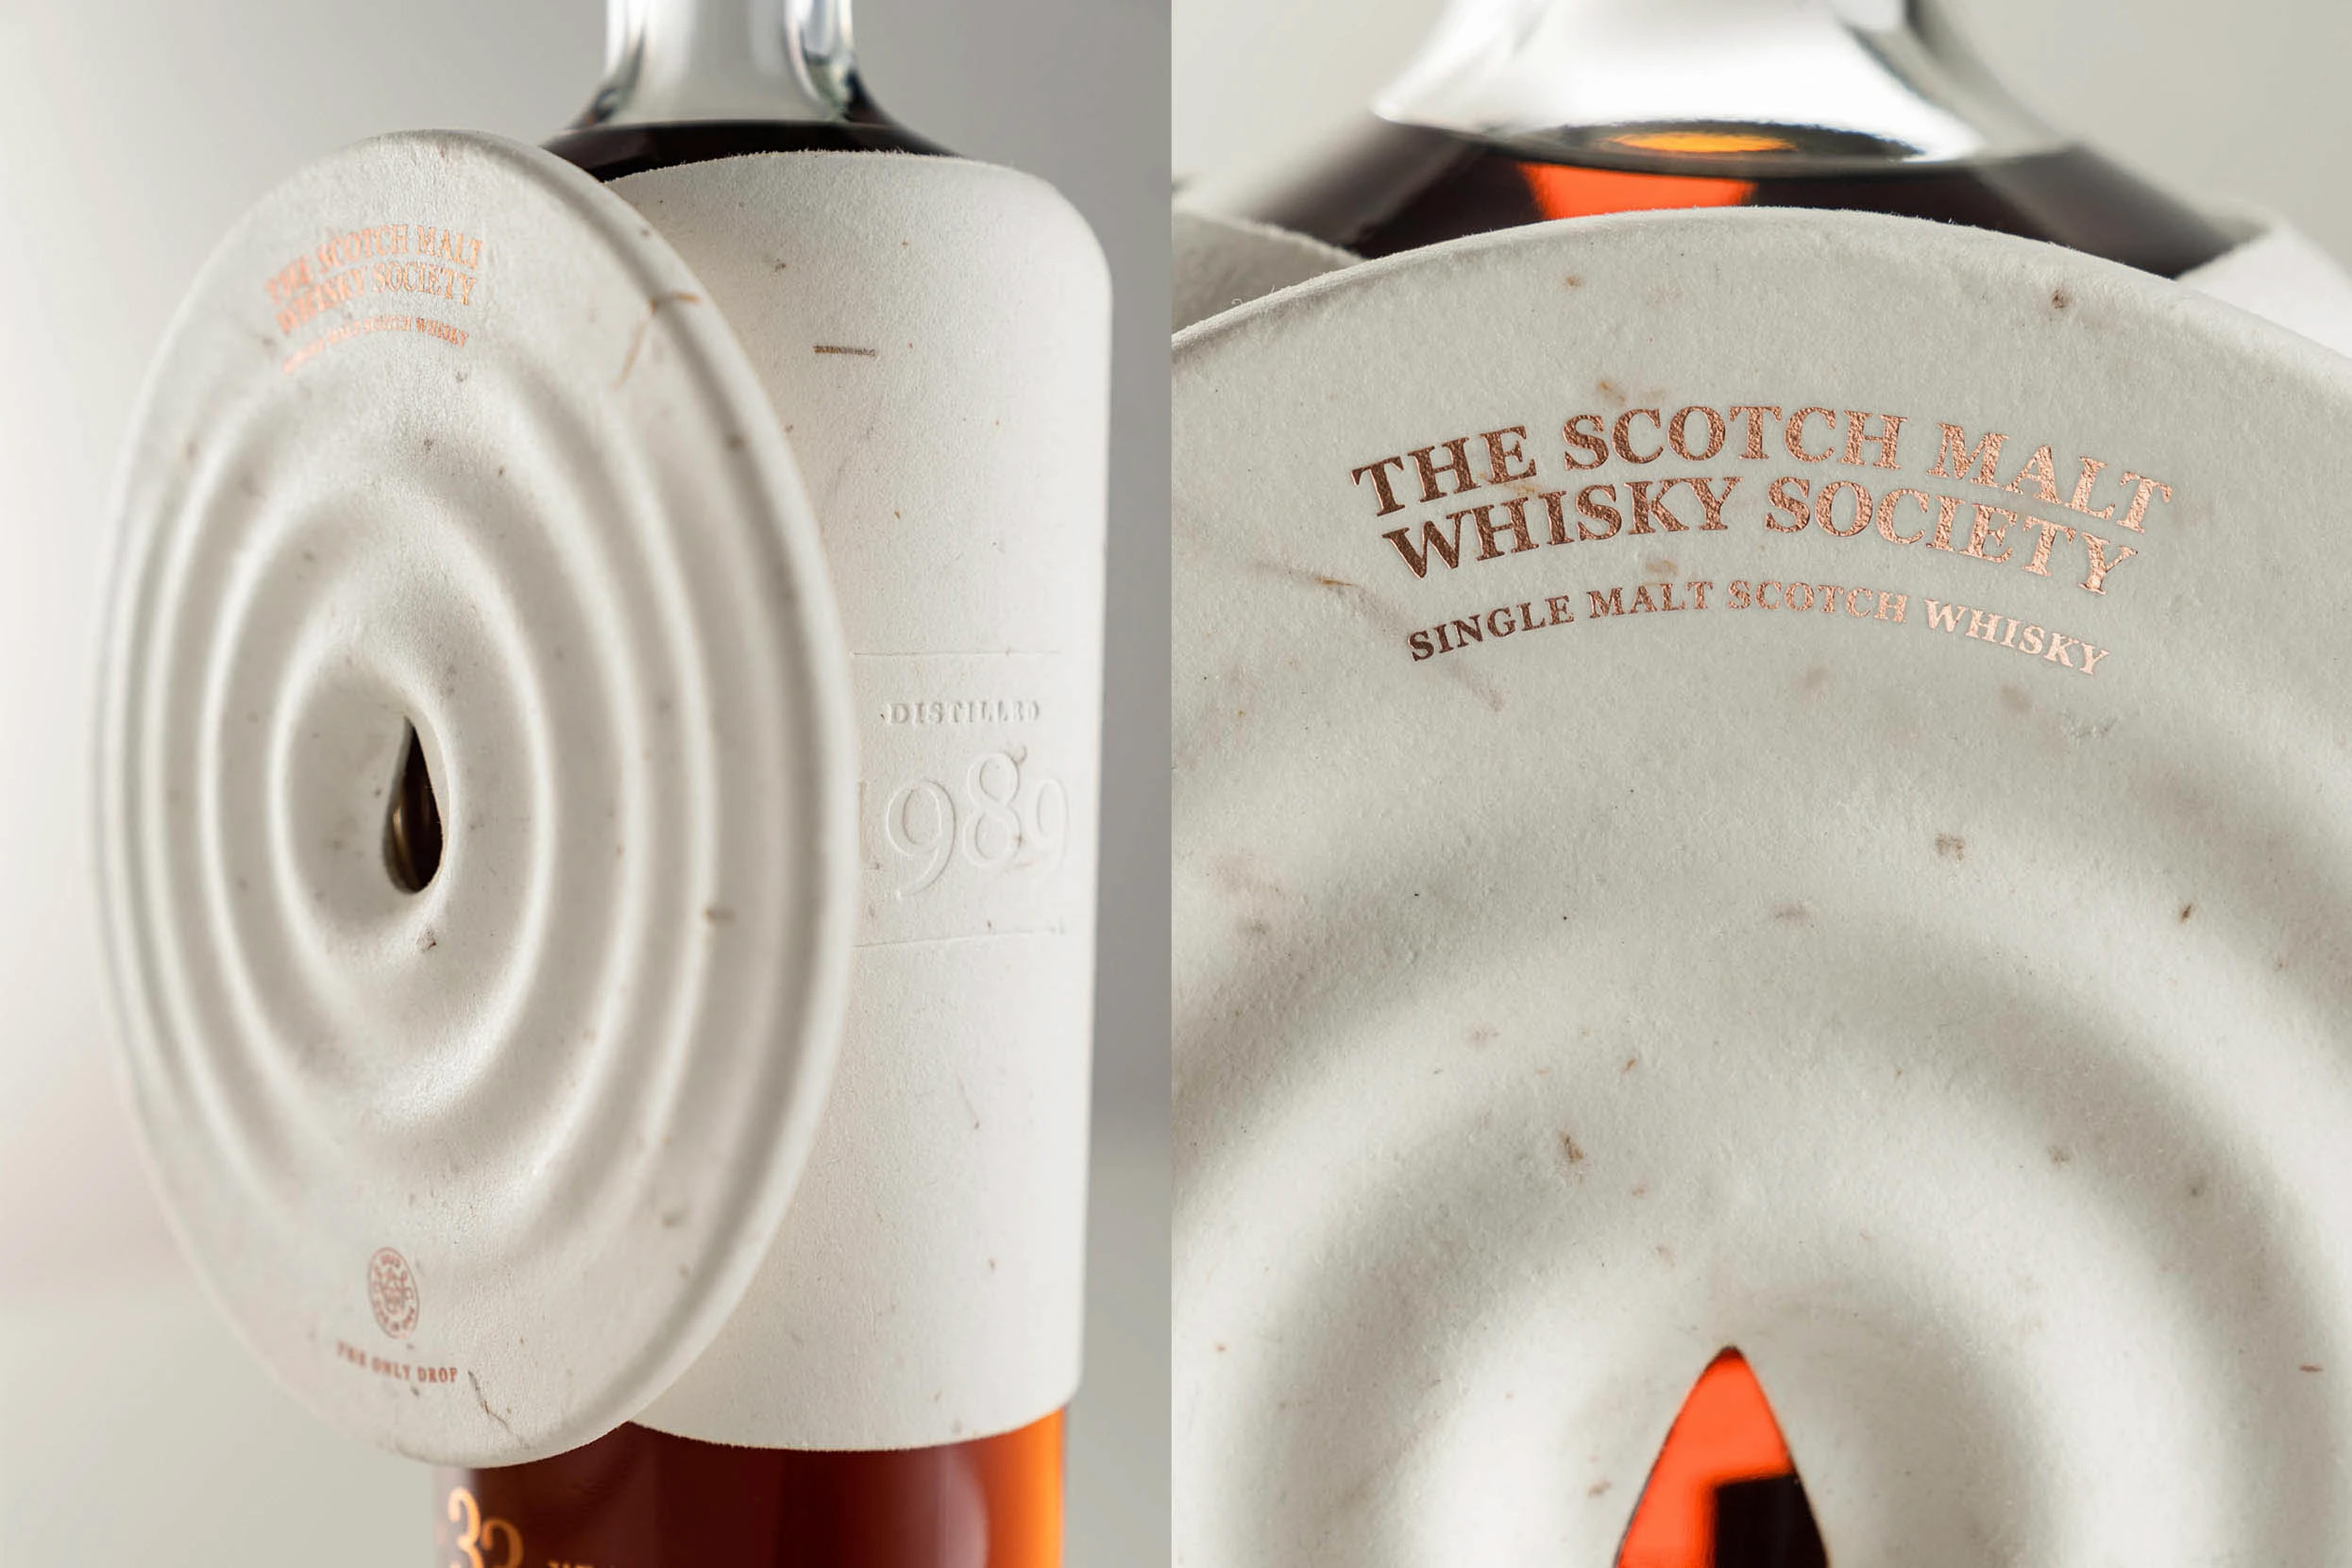 THE SCOTCH MALT
WHISKY SOCIETY
SINGLE MALT SCOTCH WHISKY
DISTILLED
1989
THE ONLY DROP
32
THE SCOTCH MALT
WHISKY SOCIETY
SINGLE MALT SCOTCH WHISKY